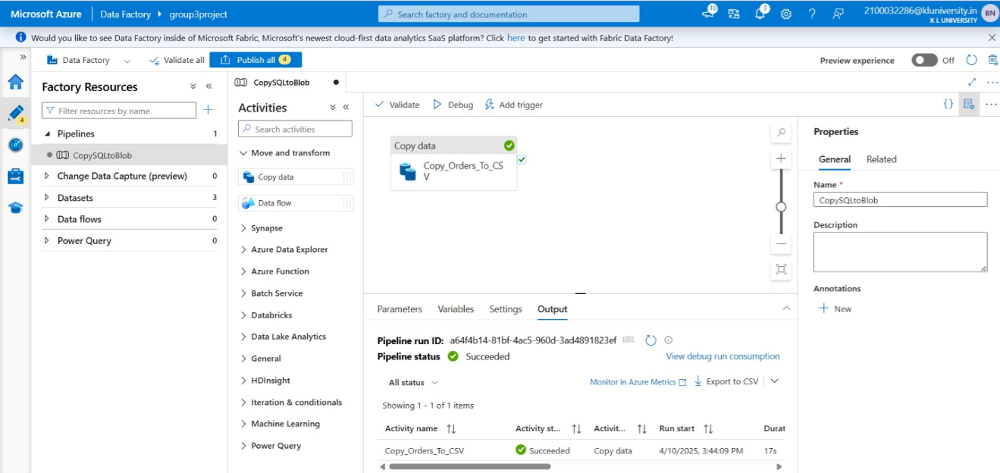 Microsoft Azure Data Factory group3project Search factory and documentation 10 3 2100032286@kluniversity.in BN
K L UNIVERSITY
Would you like to see Data Factory inside of Microsoft Fabric, Microsoft's newest cloud-first data analytics SaaS platform? Click here to get started with Fabric Data Factory!
Data Factory Validate all Publish all 4 Preview experience Off
Factory Resources
Filter resources by name
4
Pipelines 1
CopySQLtoBlob
Change Data Capture (preview) 0
Datasets 3
Data flows 0
Power Query 0
CopySQLtoBlob
Activities
Search activities
Move and transform
Copy data
Data flow
Synapse
Azure Data Explorer
Azure Function
Batch Service
Databricks
Data Lake Analytics
General
HDInsight
Iteration & conditionals
Machine Learning
Power Query
Validate Debug Add trigger
Copy data
Copy_Orders_To_CS
V
Parameters Variables Settings Output
Pipeline run ID: a64f4b14-81bf-4ac5-960d-3ad4891823ef
Pipeline status Succeeded View debug run consumption
All status Monitor in Azure Metrics Export to CSV
Showing 1 - 1 of 1 items
Activity name Activity st... Activit... Run start Durat
Copy_Orders_To_CSV Succeeded Copy data 4/10/2025, 3:44:09 PM 17s
Properties
General Related
Name *
CopySQLtoBlob
Description
Annotations
New